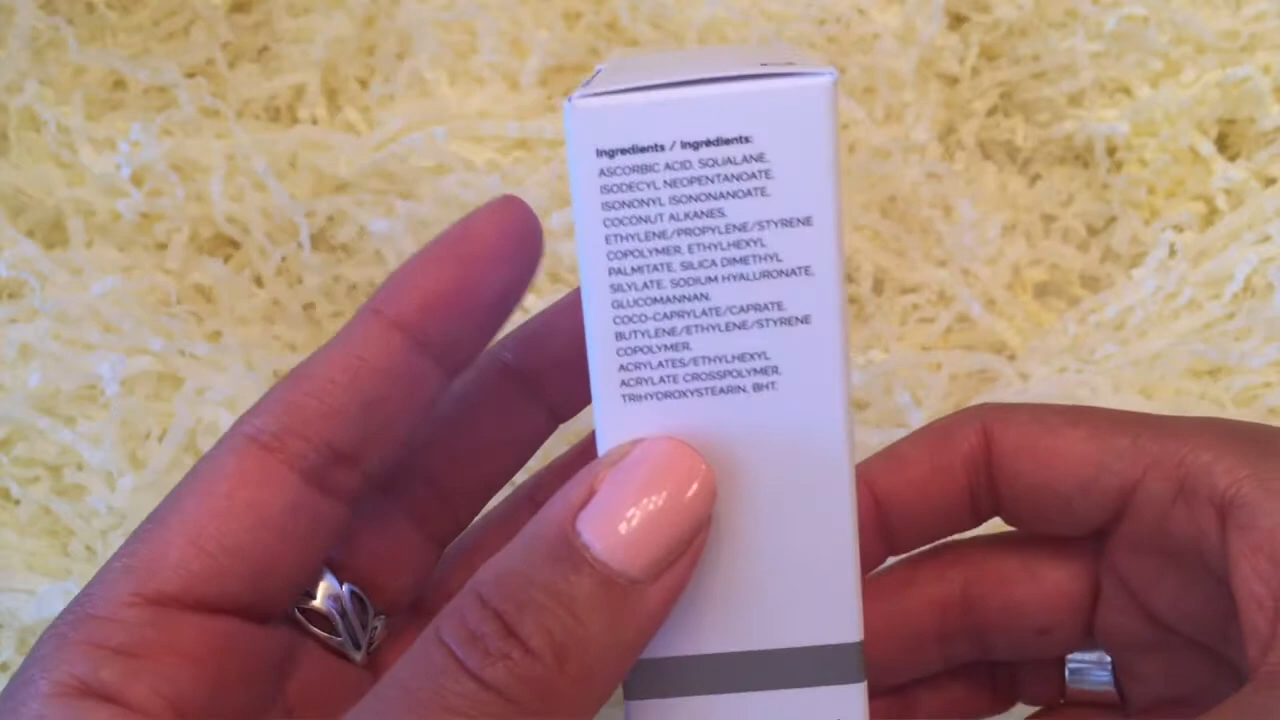 Ingredients / Ingrédients:
ASCORBIC ACID, SQUALANE,
ISODECYL NEOPENTANOATE,
ISONONYL ISONONANOATE,
COCONUT ALKANES,
ETHYLENE/PROPYLENE/STYRENE
COPOLYMER, ETHYLHEXYL
PALMITATE, SILICA DIMETHYL
SILYLATE, SODIUM HYALURONATE,
GLUCOMANNAN,
COCO-CAPRYLATE/CAPRATE,
BUTYLENE/ETHYLENE/STYRENE
COPOLYMER,
ACRYLATES/ETHYLHEXYL
ACRYLATE CROSSPOLYMER,
TRIHYDROXYSTEARIN, BHT.